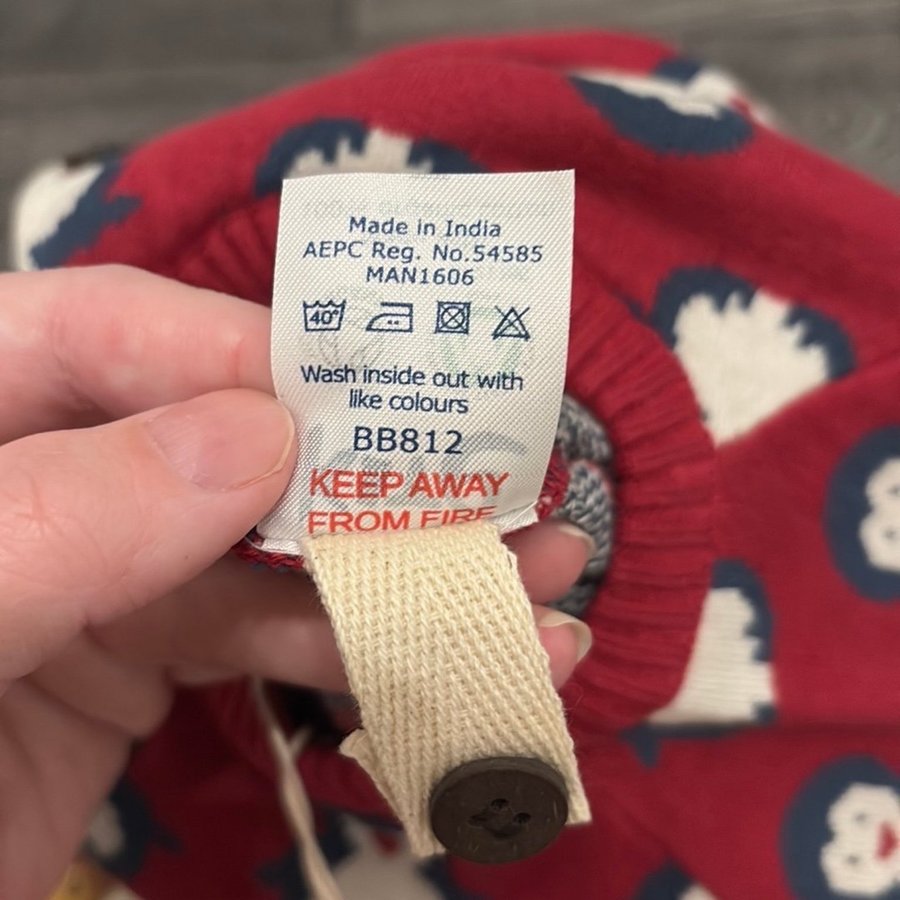 Made in India
AEPC Reg. No.54585
MAN1606
40°
Wash inside out with
like colours
BB812
KEEP AWAY
FROM FIRE